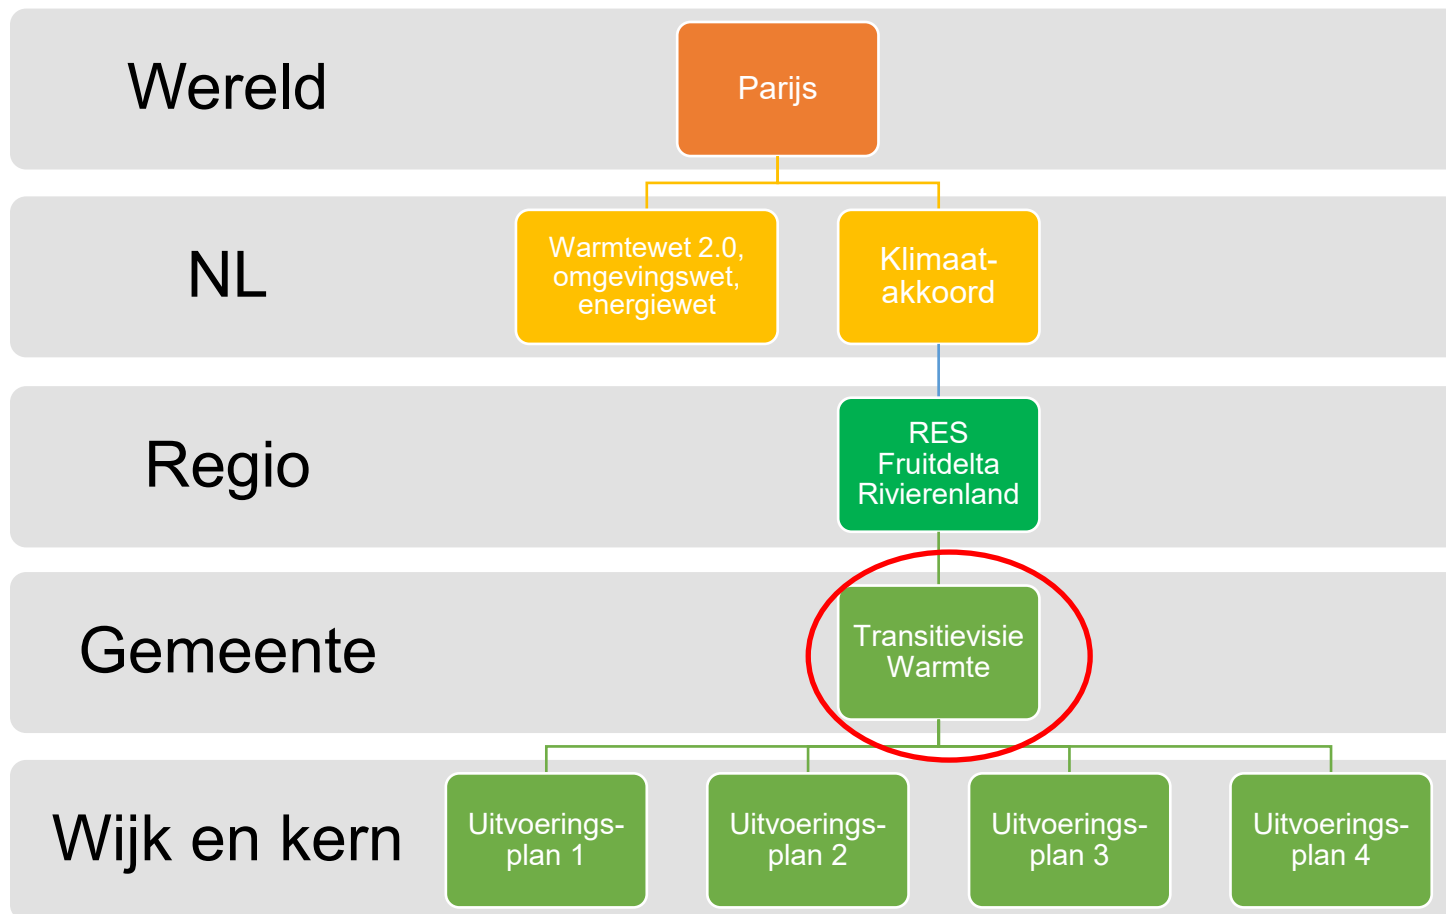 Wereld
Parijs
NL
Warmtewet 2.0,
omgevingswet,
energiewet
Klimaat-
akkoord
Regio
RES
Fruitdelta
Rivierenland
Gemeente
Transitievisie
Warmte
Wijk en kern
Uitvoerings-
plan 1
Uitvoerings-
plan 2
Uitvoerings-
plan 3
Uitvoerings-
plan 4